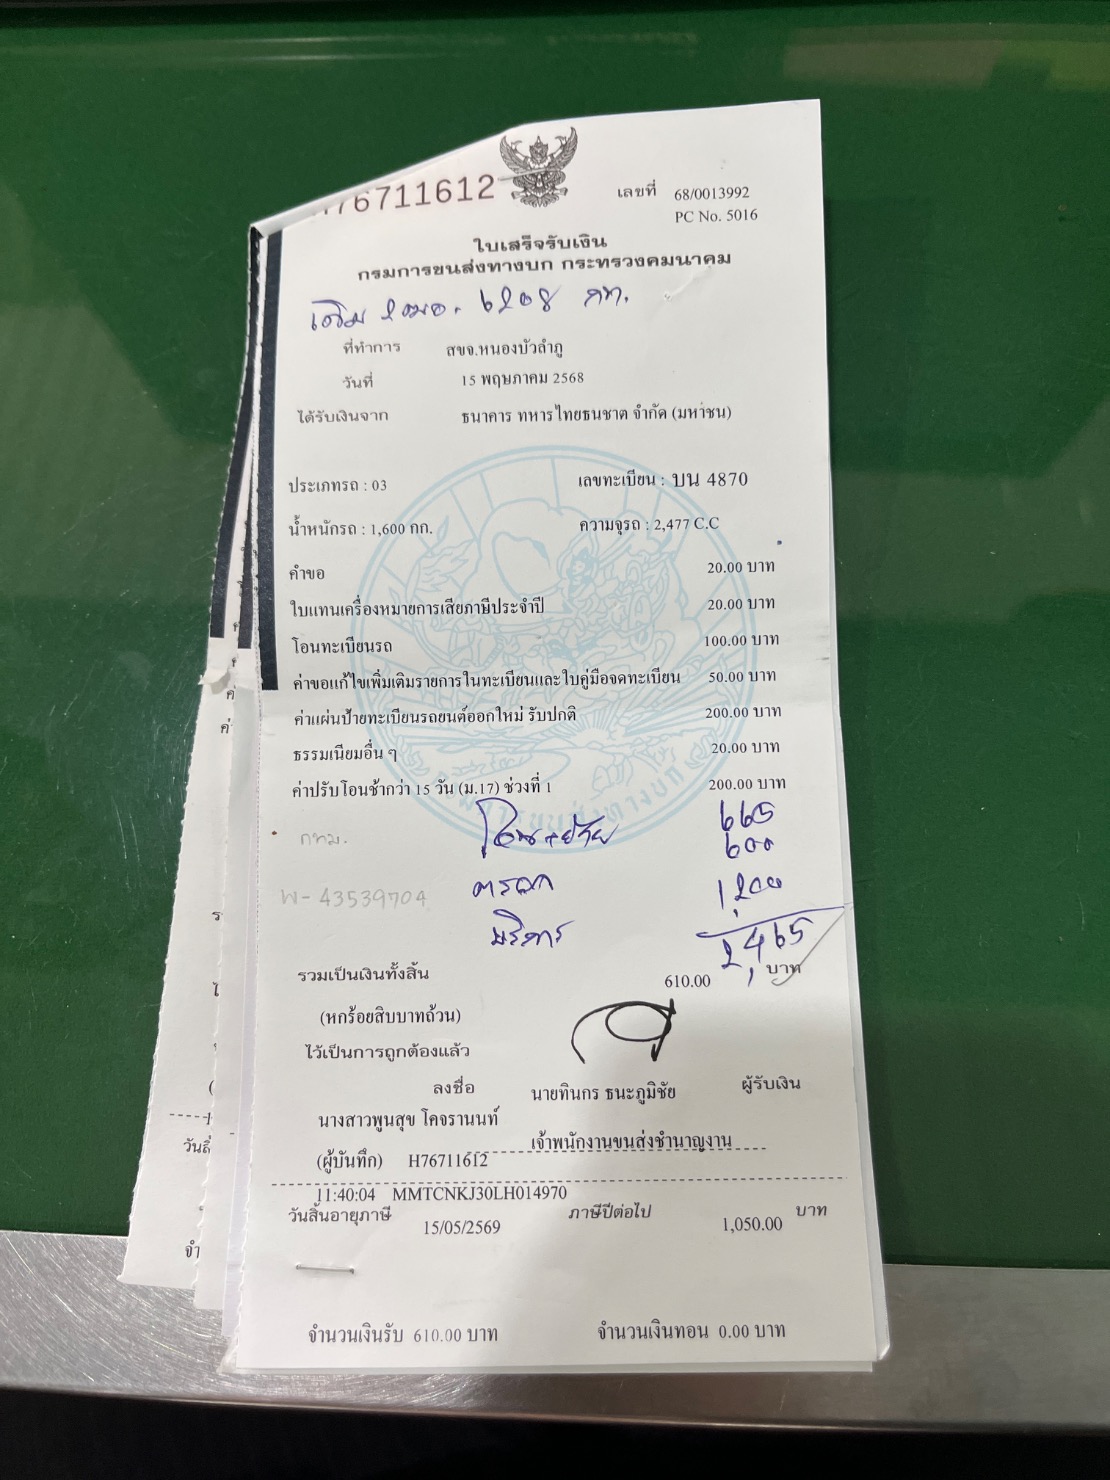 76711612
เลขที่ 68/0013992
PC No. 5016
ใบเสร็จรับเงิน
กรมการขนส่งทางบก กระทรวงคมนาคม
เดิม 2ฒอ. 6208 กท.
ที่ทำการ สขจ.หนองบัวลำภู
วันที่ 15 พฤษภาคม 2568
ได้รับเงินจาก ธนาคาร ทหารไทยธนชาต จำกัด (มหาชน)
ประเภทรถ : 03 เลขทะเบียน : บน 4870
น้ำหนักรถ : 1,600 กก. ความจุรถ : 2,477 C.C
คำขอ 20.00 บาท
ใบแทนเครื่องหมายการเสียภาษีประจำปี 20.00 บาท
โอนทะเบียนรถ 100.00 บาท
ค่าขอแก้ไขเพิ่มเติมรายการในทะเบียนและใบคู่มือจดทะเบียน 50.00 บาท
ค่าแผ่นป้ายทะเบียนรถยนต์ออกใหม่ รับปกติ 200.00 บาท
ธรรมเนียมอื่น ๆ 20.00 บาท
ค่าปรับโอนช้ากว่า 15 วัน (ม.17) ช่วงที่ 1 200.00 บาท
กทม. โอน+ย้าย 665
600
W-43539704 ตรอก 1,200
บริการ 2,465
รวมเป็นเงินทั้งสิ้น 610.00 บาท
(หกร้อยสิบบาทถ้วน)
ไว้เป็นการถูกต้องแล้ว
ลงชื่อ นายทินกร ธนะภูมิชัย ผู้รับเงิน
นางสาวพูนสุข โคจรานนท์
เจ้าพนักงานขนส่งชำนาญงาน
(ผู้บันทึก) H76711612
11:40:04 MMTCNKJ30LH014970
วันสิ้นอายุภาษี 15/05/2569 ภาษีปีต่อไป 1,050.00 บาท
จำนวนเงินรับ 610.00 บาท จำนวนเงินทอน 0.00 บาท